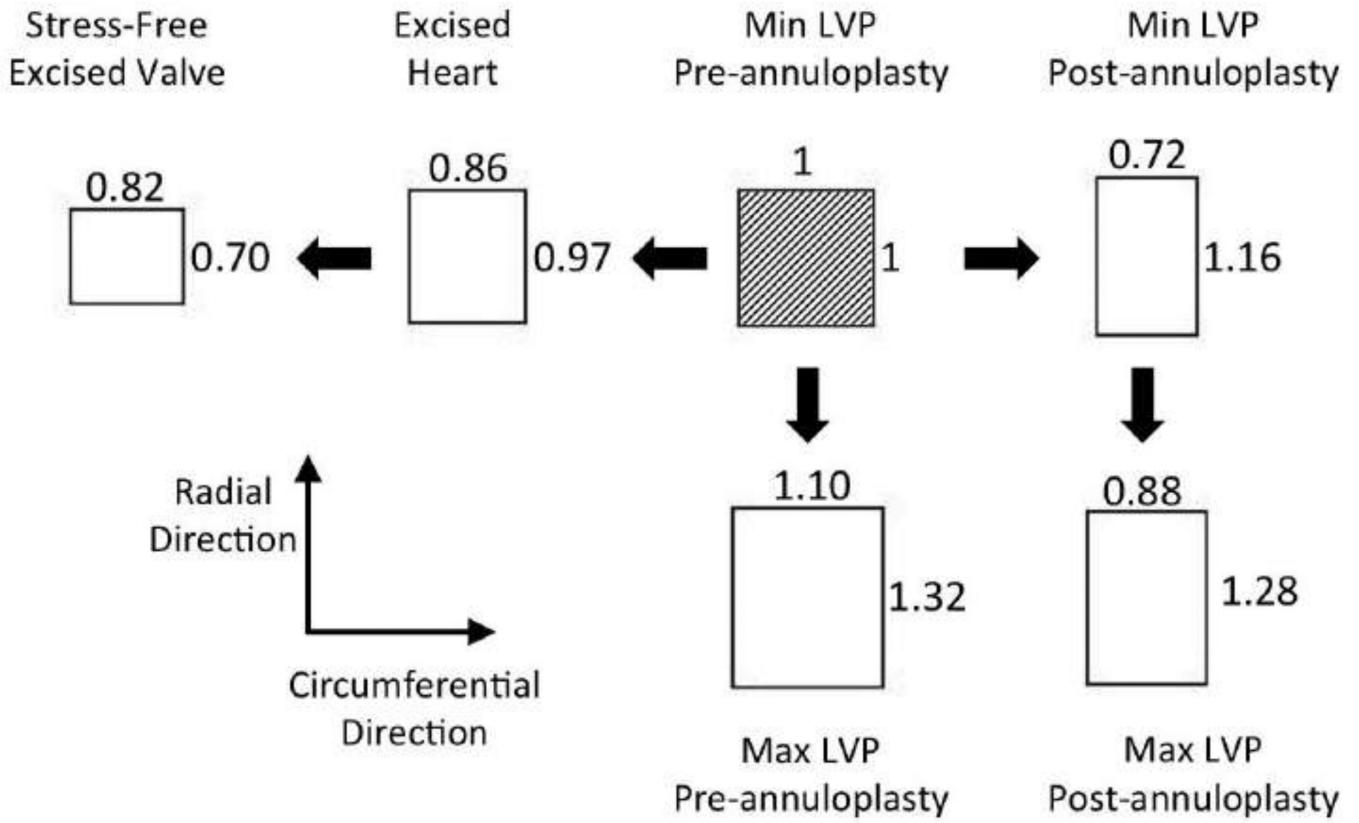 Stress-Free
Excised Valve
Excised
Heart
Min LVP
Pre-annuloplasty
Min LVP
Post-annuloplasty
0.82
0.70
0.86
0.97
1
1
0.72
1.16
Radial
Direction
Circumferential
Direction
1.10
1.32
Max LVP
Pre-annuloplasty
0.88
1.28
Max LVP
Post-annuloplasty